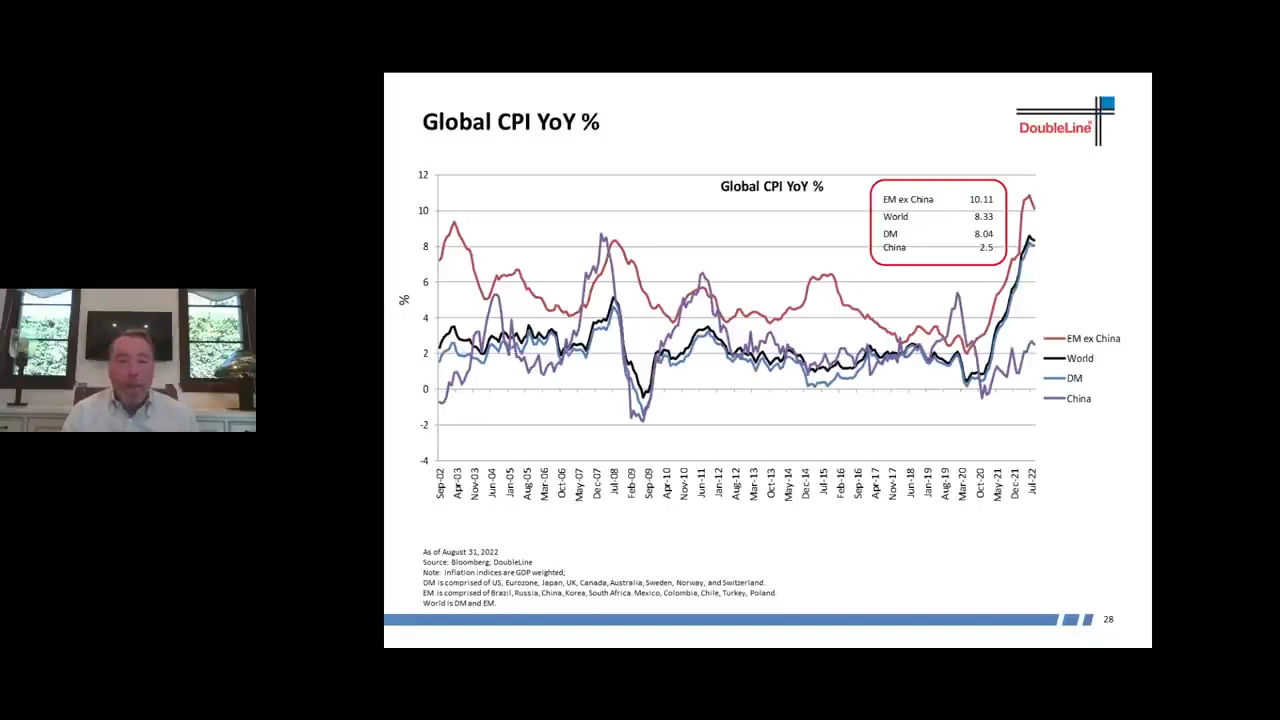 Global CPI YoY %
DoubleLine®
Global CPI YoY %
EM ex China 10.11
World 8.33
DM 8.04
China 2.5
%
12
10
8
6
4
2
0
-2
-4
Sep-02 Apr-03 Nov-03 Jun-04 Jan-05 Aug-05 Mar-06 Oct-06 May-07 Dec-07 Jul-08 Feb-09 Sep-09 Apr-10 Nov-10 Jun-11 Jan-12 Aug-12 Mar-13 Oct-13 May-14 Dec-14 Jul-15 Feb-16 Sep-16 Apr-17 Nov-17 Jun-18 Jan-19 Aug-19 Mar-20 Oct-20 May-21 Dec-21 Jul-22
EM ex China
World
DM
China
As of August 31, 2022
Source: Bloomberg; DoubleLine
Note: Inflation indices are GDP weighted;
DM is comprised of US, Eurozone, Japan, UK, Canada, Australia, Sweden, Norway, and Switzerland.
EM is comprised of Brazil, Russia, China, Korea, South Africa. Mexico, Colombia, Chile, Turkey, Poland.
World is DM and EM.
28